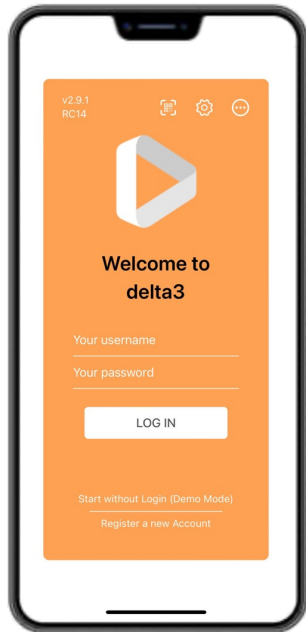 v2.9.1
RC14
Welcome to
delta3
Your username
Your password
LOG IN
Start without Login (Demo Mode)
Register a new Account